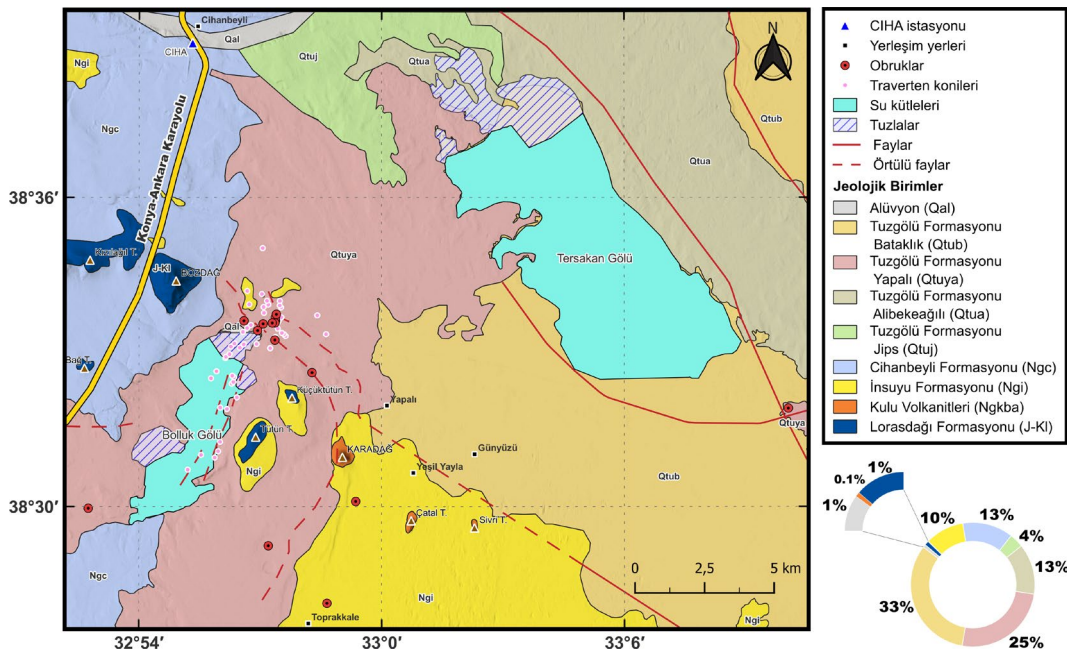 Cihanbeyli
Qal
CIHA
Ngi
Qtuj
Qtua
N
Qtub
Ngc
Qtua
38°36′
Konya-Ankara Karayolu
Kızılağıl T.
J-Kl
BOZDAĞ
Qtuya
Tersakan Gölü
Qal
Bağ T.
Küçüktütün T.
Yapalı
Qtuya
Bolluk Gölü
Tütün T.
KARADAĞ
Günyüzü
Ngi
Yeşil Yayla
Qtub
38°30′
Çatal T.
Sivri T.
Ngc
0 2,5 5 km
Ngi
Toprakkale
Ngi
32°54′ 33°0′ 33°6′
CIHA istasyonu
Yerleşim yerleri
Obruklar
Traverten konileri
Su kütleleri
Tuzlalar
Faylar
Örtülü faylar
Jeolojik Birimler
Alüvyon (Qal)
Tuzgölü Formasyonu
Bataklık (Qtub)
Tuzgölü Formasyonu
Yapalı (Qtuya)
Tuzgölü Formasyonu
Alibekeağılı (Qtua)
Tuzgölü Formasyonu
Jips (Qtuj)
Cihanbeyli Formasyonu (Ngc)
İnsuyu Formasyonu (Ngi)
Kulu Volkanitleri (Ngkba)
Lorasdağı Formasyonu (J-Kl)
1%
0.1%
1%
10%
13%
4%
13%
33%
25%